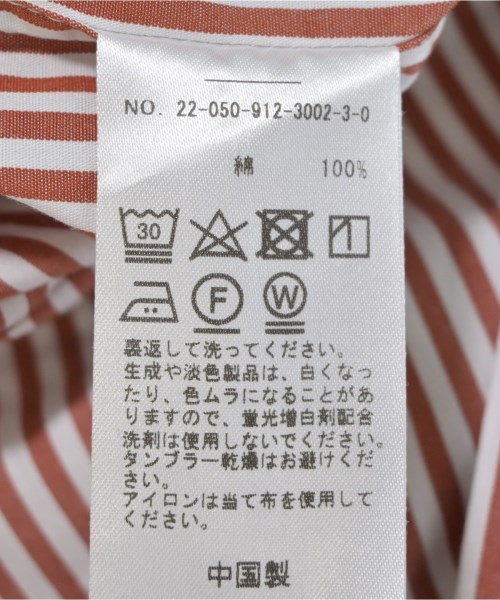 NO. 22-050-912-3002-3-0
綿 100%
30
F W
裏返して洗ってください。
生成や淡色製品は、白くなっ
たり、色ムラになることがあ
りますので、蛍光増白剤配合
洗剤は使用しないでください。
タンブラー乾燥はお避けくだ
さい。
アイロンは当て布を使用して
ください。
中国製